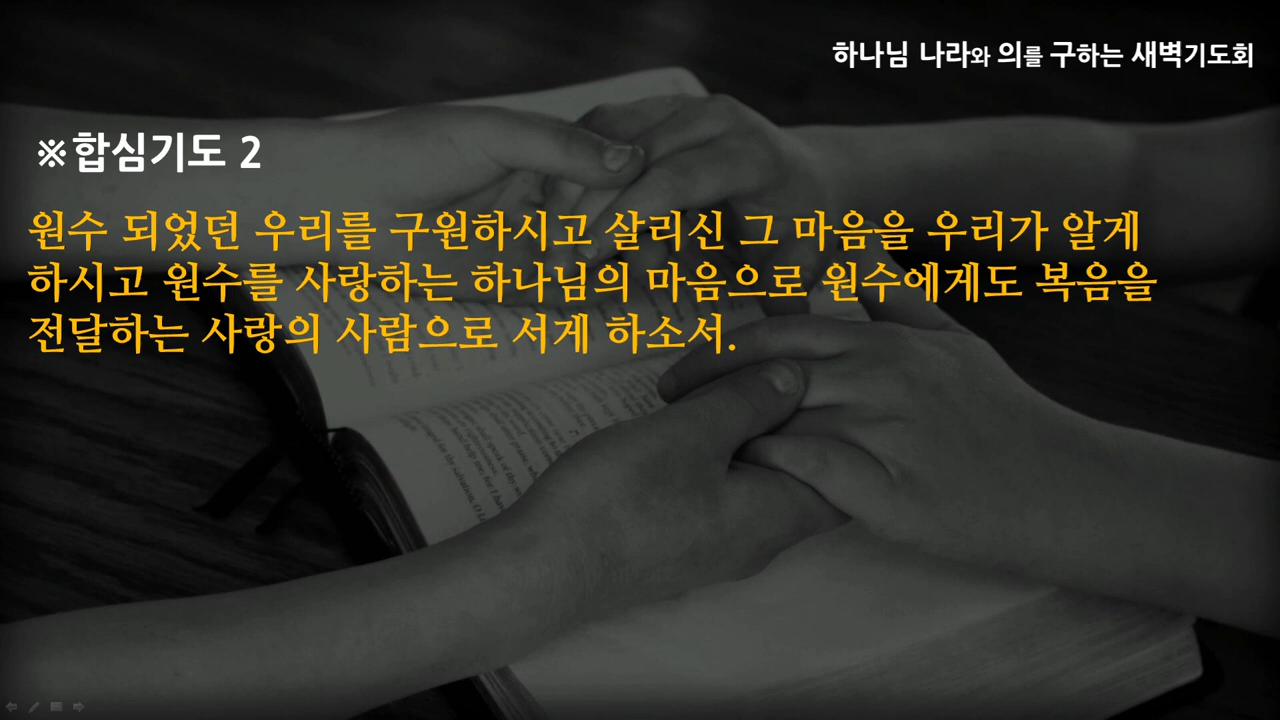 하나님 나라와 의를 구하는 새벽기도회
※합심기도 2
원수 되었던 우리를 구원하시고 살리신 그 마음을 우리가 알게
하시고 원수를 사랑하는 하나님의 마음으로 원수에게도 복음을
전달하는 사랑의 사람으로 서게 하소서.